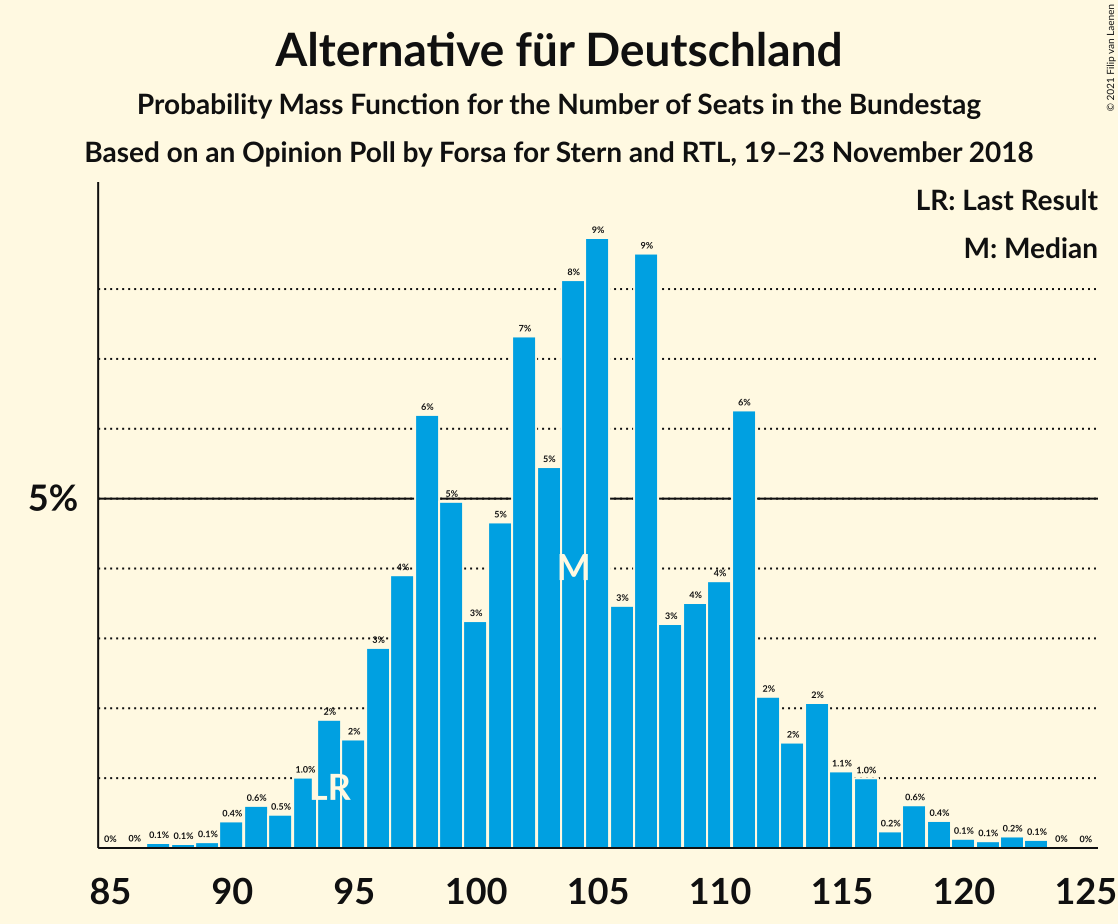 Alternative für Deutschland
Probability Mass Function for the Number of Seats in the Bundestag
Based on an Opinion Poll by Forsa for Stern and RTL, 19–23 November 2018
© 2021 Filip van Laenen
LR: Last Result
M: Median
5%
0% 0% 0.1% 0.1% 0.1% 0.4% 0.6% 0.5% 1.0% 2% 2% 3% 4% 6% 5% 3% 5% 7% 5% 8% 9% 3% 9% 3% 4% 4% 6% 2% 2% 2% 1.1% 1.0% 0.2% 0.6% 0.4% 0.1% 0.1% 0.2% 0.1% 0% 0%
M
LR
85 90 95 100 105 110 115 120 125